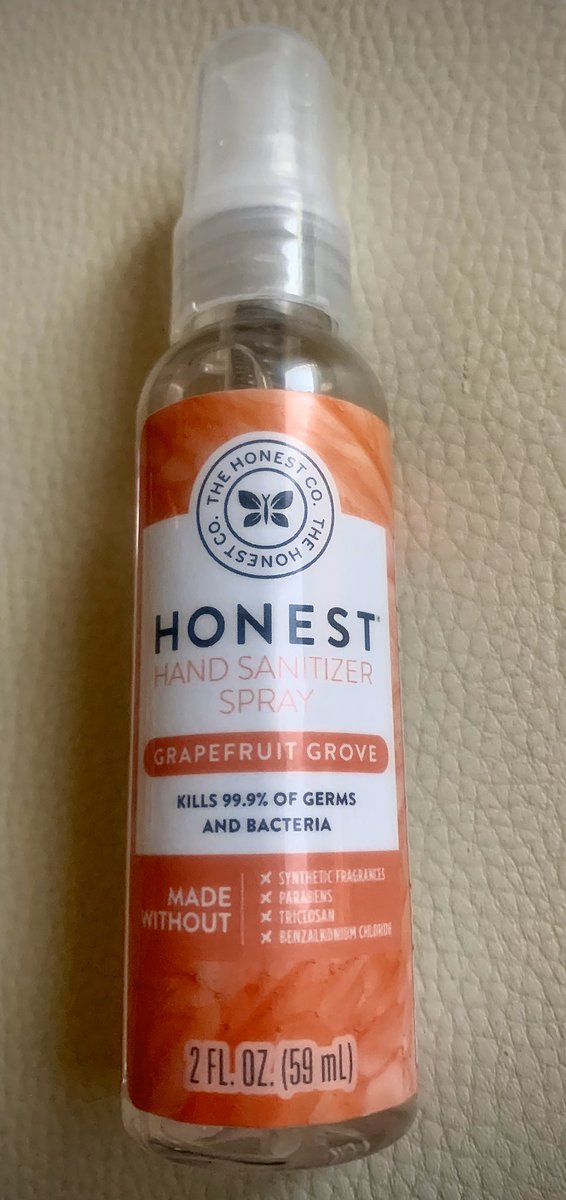 THE HONEST CO. THE HONEST CO.
HONEST®
HAND SANITIZER
SPRAY
GRAPEFRUIT GROVE
KILLS 99.9% OF GERMS
AND BACTERIA
MADE
WITHOUT
× SYNTHETIC FRAGRANCES
× PARABENS
× TRICLOSAN
× BENZALKONIUM CHLORIDE
2 FL. OZ. (59 mL)